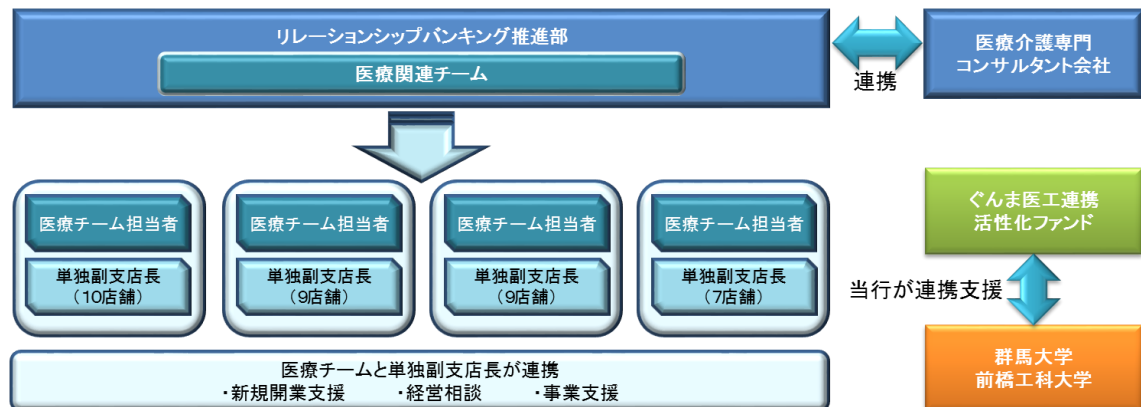 リレーションシップバンキング推進部
医療関連チーム
連携
医療介護専門
コンサルタント会社
医療チーム担当者
単独副支店長
（10店舗）
医療チーム担当者
単独副支店長
（9店舗）
医療チーム担当者
単独副支店長
（9店舗）
医療チーム担当者
単独副支店長
（7店舗）
ぐんま医工連携
活性化ファンド
当行が連携支援
群馬大学
前橋工科大学
医療チームと単独副支店長が連携
・新規開業支援　・経営相談　・事業支援